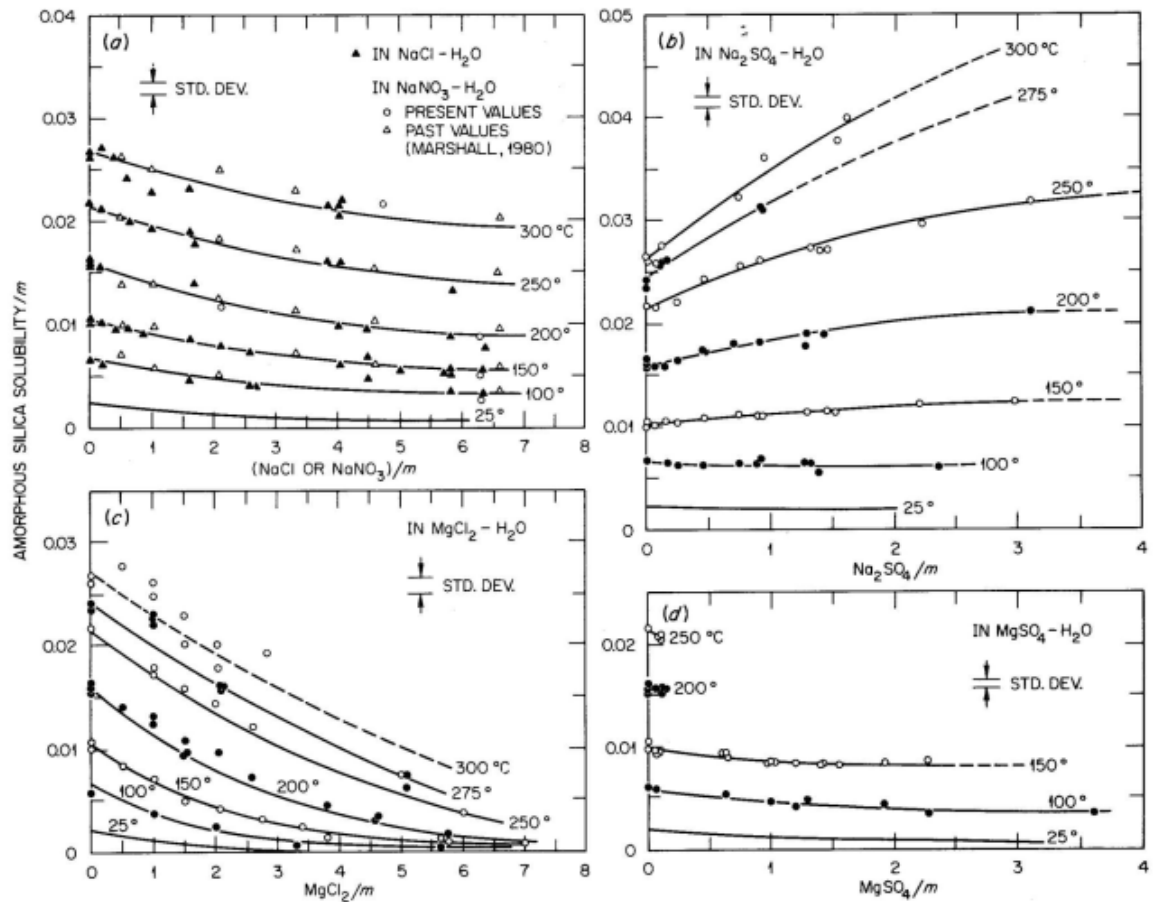 AMORPHOUS SILICA SOLUBILITY/m
(a)
0.04
0.03
0.02
0.01
0
▲ IN NaCl-H2O
IN NaNO3-H2O
○ PRESENT VALUES
△ PAST VALUES
(MARSHALL, 1980)
STD. DEV.
300 °C
250°
200°
150°
100°
25°
0 1 2 3 4 5 6 7 8
(NaCl OR NaNO3)/m
(b)
IN Na2SO4-H2O
STD. DEV.
0.05
0.04
0.03
0.02
0.01
0
300 °C
275°
250°
200°
150°
100°
25°
0 1 2 3 4
Na2SO4/m
(c)
IN MgCl2-H2O
STD. DEV.
0.03
0.02
0.01
0
300 °C
275°
250°
200°
150°
100°
25°
0 1 2 3 4 5 6 7 8
MgCl2/m
(d)
IN MgSO4-H2O
STD. DEV.
0.02
0.01
0
250 °C
200°
150°
100°
25°
0 1 2 3 4
MgSO4/m